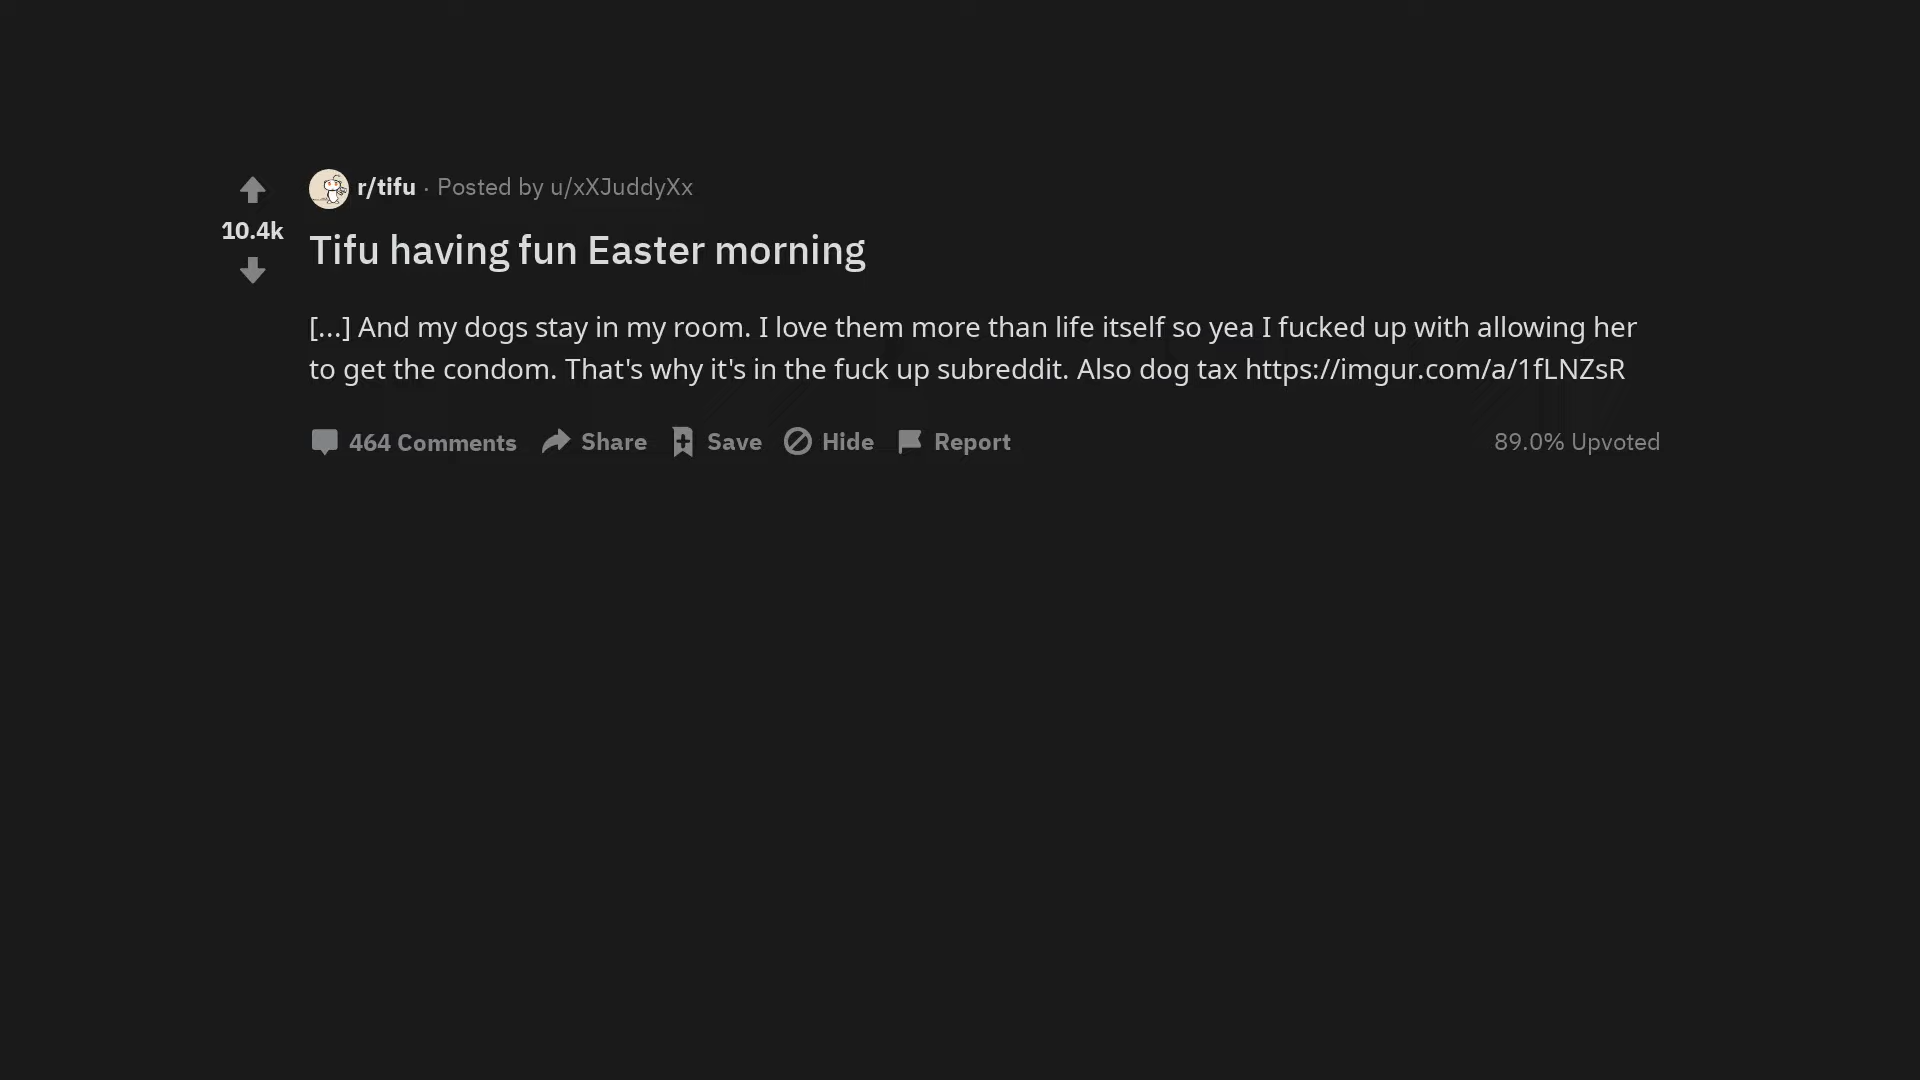 r/tifu · Posted by u/xXJuddyXx
10.4k
Tifu having fun Easter morning
[...] And my dogs stay in my room. I love them more than life itself so yea I fucked up with allowing her
to get the condom. That's why it's in the fuck up subreddit. Also dog tax https://imgur.com/a/1fLNZsR
464 Comments Share Save Hide Report 89.0% Upvoted